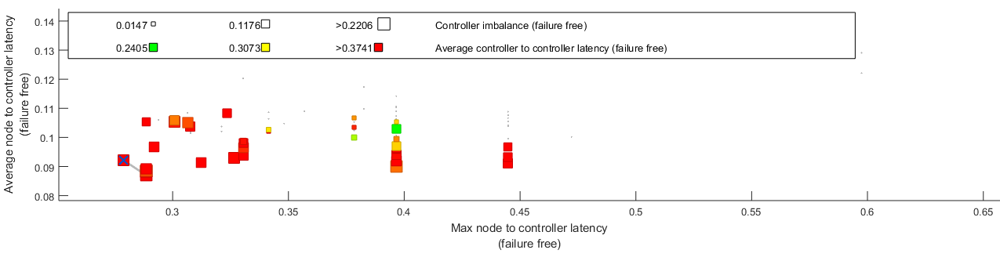 0.14
0.13
0.12
0.11
0.1
0.09
0.08
Average node to controller latency
(failure free)
0.0147 0.1176 >0.2206 Controller imbalance (failure free)
0.2405 0.3073 >0.3741 Average controller to controller latency (failure free)
0.3 0.35 0.4 0.45 0.5 0.55 0.6 0.65
Max node to controller latency
(failure free)